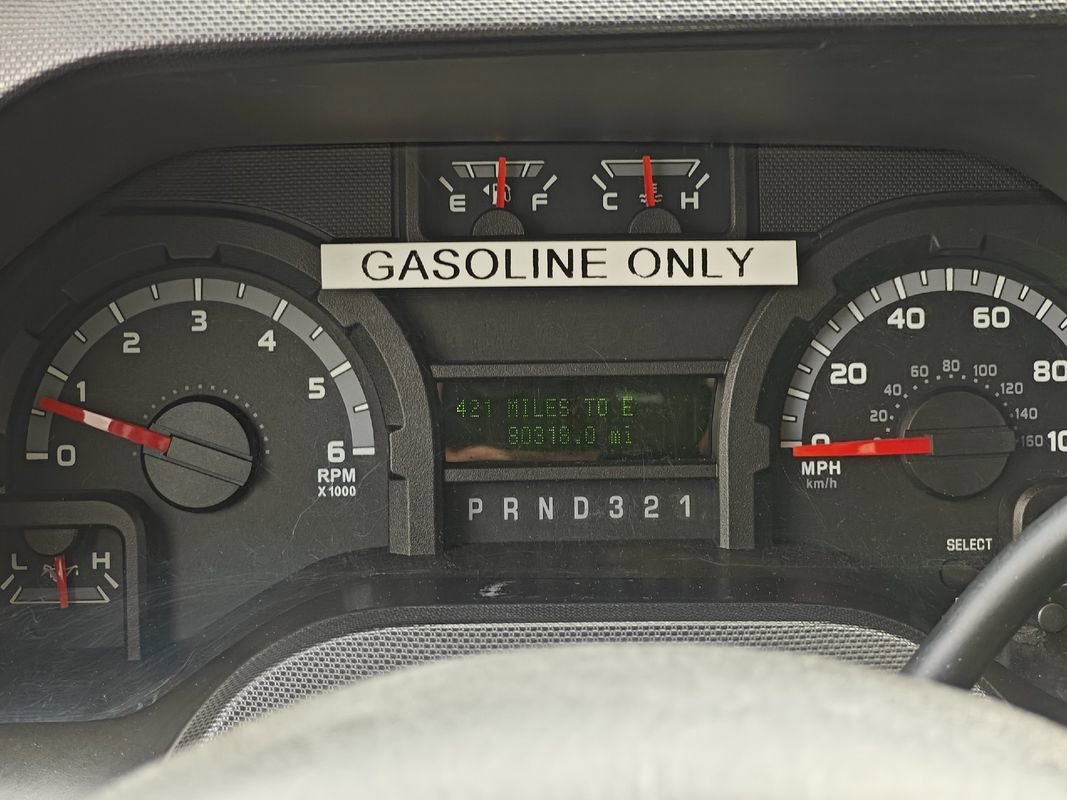 E F
C H
GASOLINE ONLY
0 1 2 3 4 5 6
RPM
X1000
421 MILES TO E
80318.0 mi
P R N D 3 2 1
0 20 40 60 80
20 40 60 80 100 120 140 160
MPH
km/h
SELECT
L H